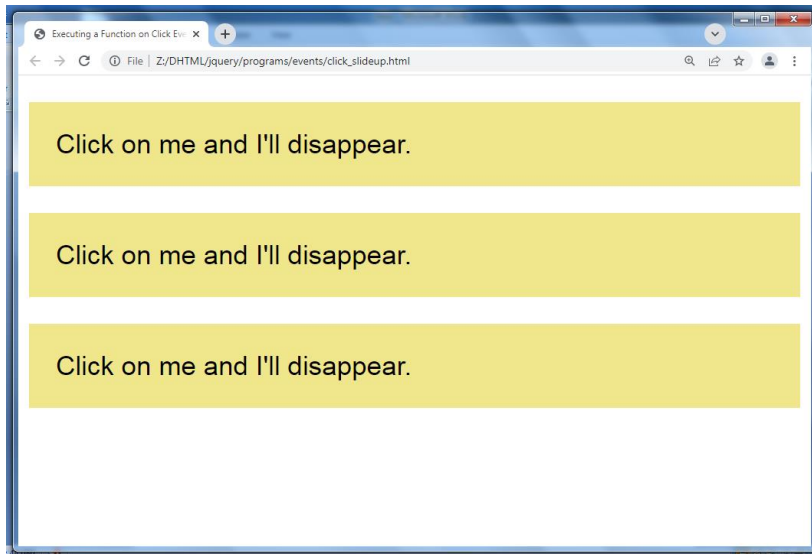 Executing a Function on Click Eve
File
Z:/DHTML/jquery/programs/events/click_slideup.html
Click on me and I'll disappear.
Click on me and I'll disappear.
Click on me and I'll disappear.